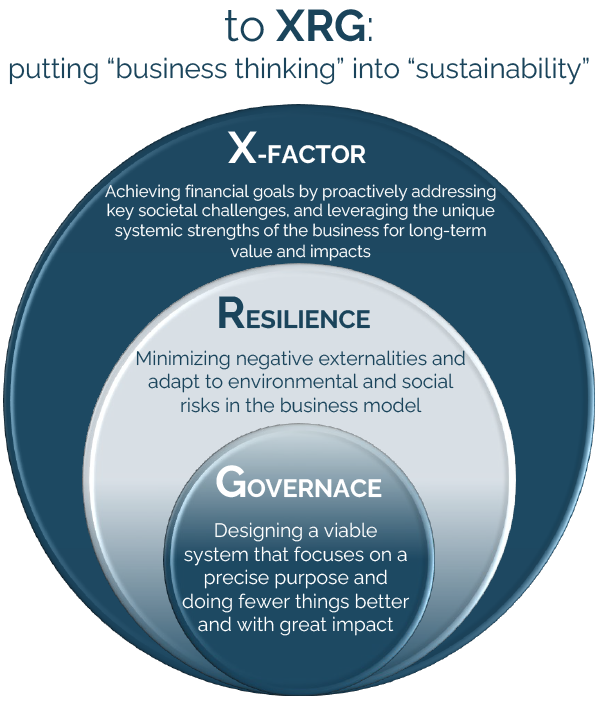 to XRG:
putting “business thinking” into “sustainability”
X-FACTOR
Achieving financial goals by proactively addressing
key societal challenges, and leveraging the unique
systemic strengths of the business for long-term
value and impacts
RESILIENCE
Minimizing negative externalities and
adapt to environmental and social
risks in the business model
GOVERNACE
Designing a viable
system that focuses on a
precise purpose and
doing fewer things better
and with great impact